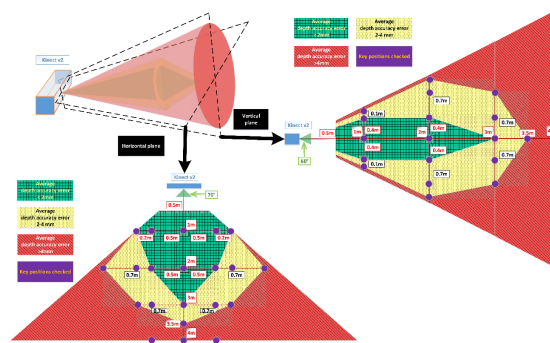 Kinect v2
Horizontal plane
Vertical
plane
Average
depth accuracy error
<2mm
Average
depth accuracy error
2-4 mm
Average
depth accuracy error
>4mm
Key positions checked
Kinect v2
60°
0.5m
1m
2m
3m
3.5m
0.7m
0.1m
0.4m
0.4m
0.7m
0.1m
0.4m
0.4m
0.7m
0.7m
Average
depth accuracy error
<2mm
Average
depth accuracy error
2-4 mm
Average
depth accuracy error
>4mm
Key positions checked
Kinect v2
70°
0.5m
1m
0.7m
0.5m
0.5m
0.7m
2m
0.7m
0.5m
0.5m
0.7m
3m
0.7m
0.7m
3.5m
4m